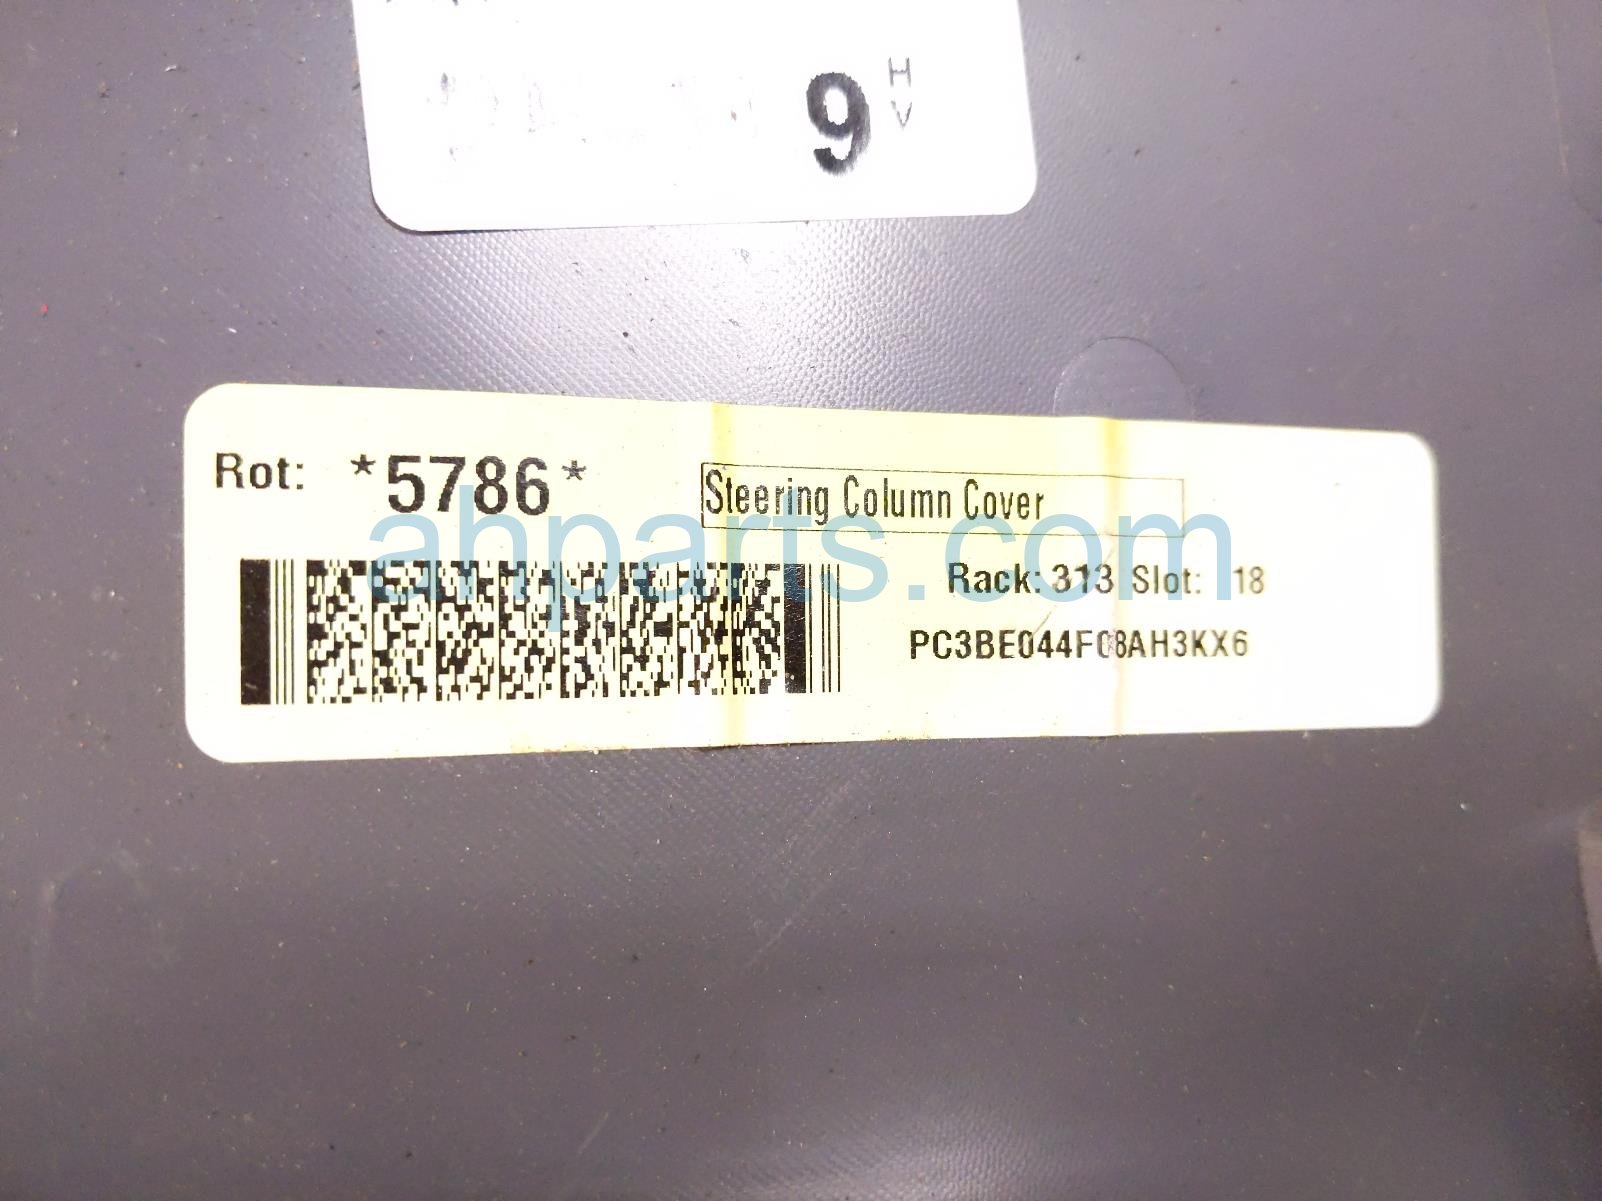 9
H
V
Rot: *5786*
Steering Column Cover
Rack: 313 Slot: 18
PC3BE044F08AH3KX6
ahparts.com